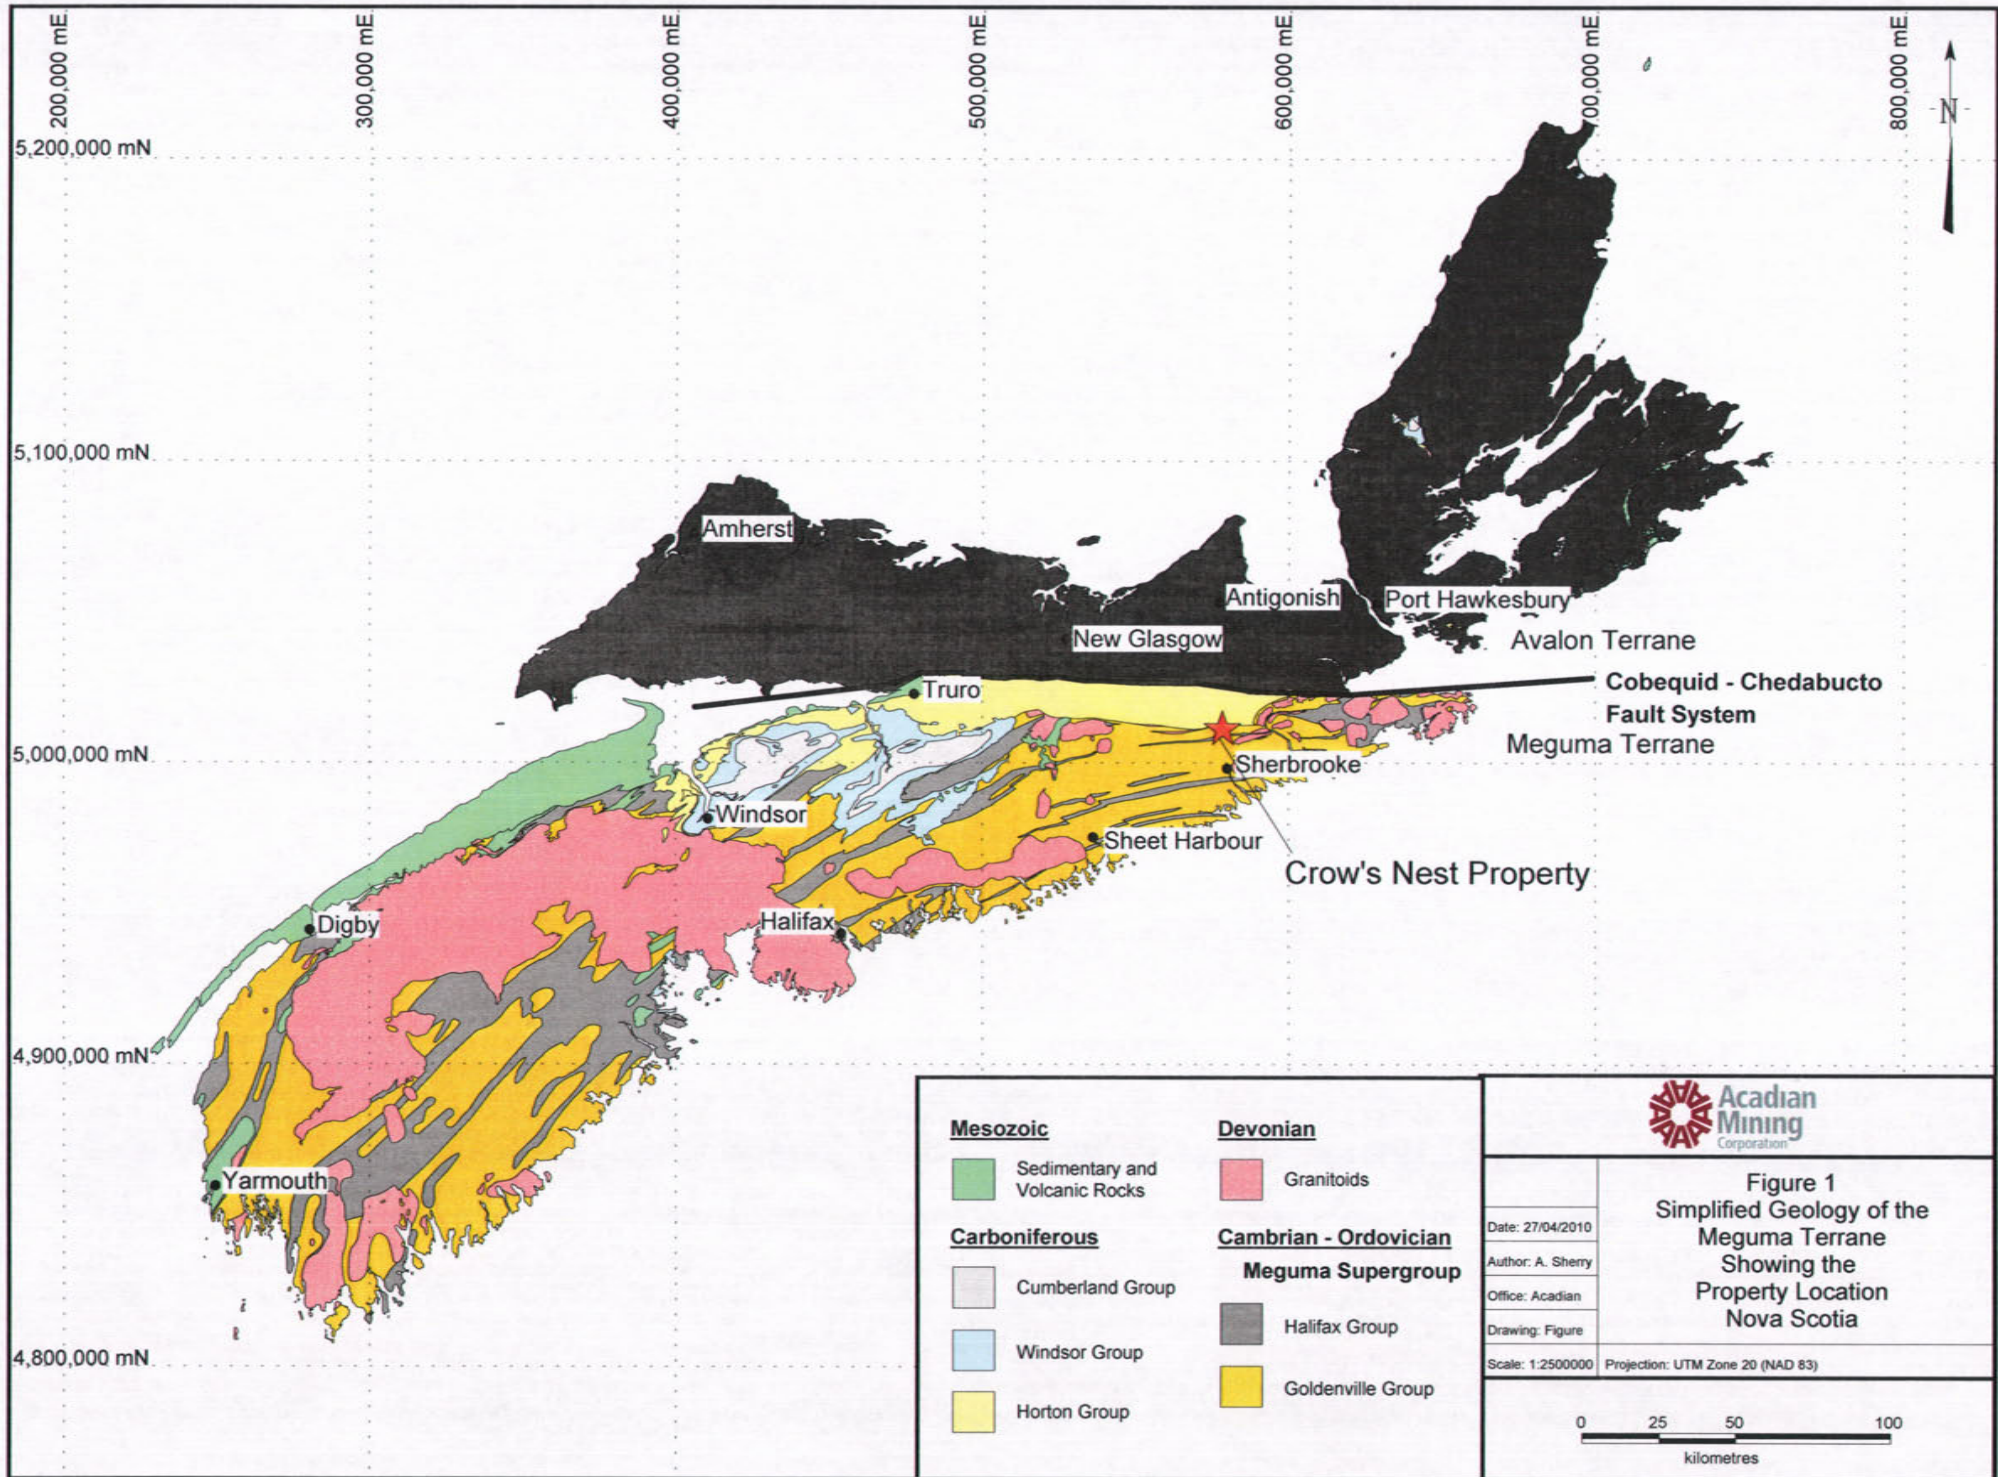 200,000 mE
300,000 mE
400,000 mE
500,000 mE
600,000 mE
700,000 mE
800,000 mE
N
5,200,000 mN
5,100,000 mN
5,000,000 mN
4,900,000 mN
4,800,000 mN
Amherst
Antigonish
Port Hawkesbury
New Glasgow
Avalon Terrane
Truro
Cobequid - Chedabucto
Fault System
Meguma Terrane
Sherbrooke
Windsor
Sheet Harbour
Crow's Nest Property
Digby
Halifax
Yarmouth
Mesozoic
Sedimentary and
Volcanic Rocks
Carboniferous
Cumberland Group
Windsor Group
Horton Group
Devonian
Granitoids
Cambrian - Ordovician
Meguma Supergroup
Halifax Group
Goldenville Group
Acadian
Mining
Corporation
Date: 27/04/2010
Author: A. Sherry
Office: Acadian
Drawing: Figure
Scale: 1:2500000
Figure 1
Simplified Geology of the
Meguma Terrane
Showing the
Property Location
Nova Scotia
Projection: UTM Zone 20 (NAD 83)
0 25 50 100
kilometres